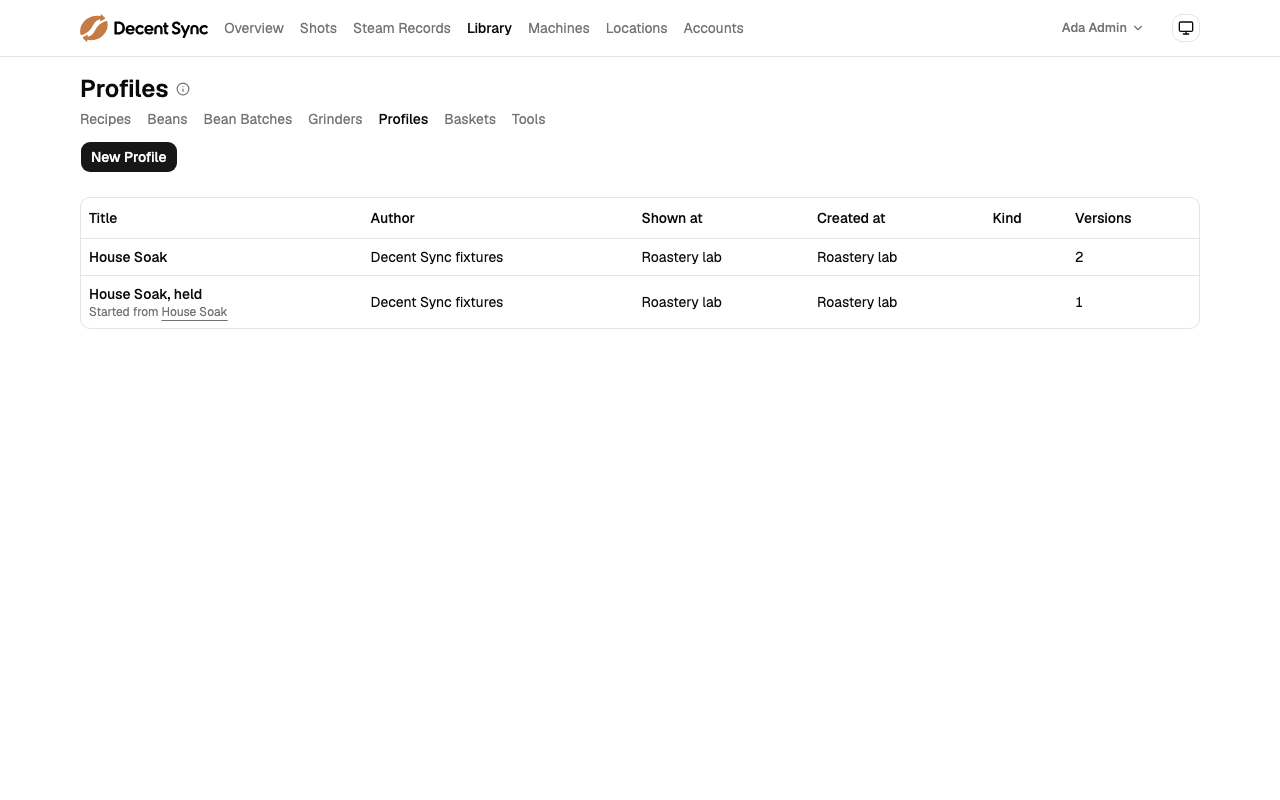 Decent Sync Overview Shots Steam Records Library Machines Locations Accounts Ada Admin
Profiles
Recipes Beans Bean Batches Grinders Profiles Baskets Tools
New Profile
Title Author Shown at Created at Kind Versions
House Soak Decent Sync fixtures Roastery lab Roastery lab 2
House Soak, held Decent Sync fixtures Roastery lab Roastery lab 1
Started from House Soak